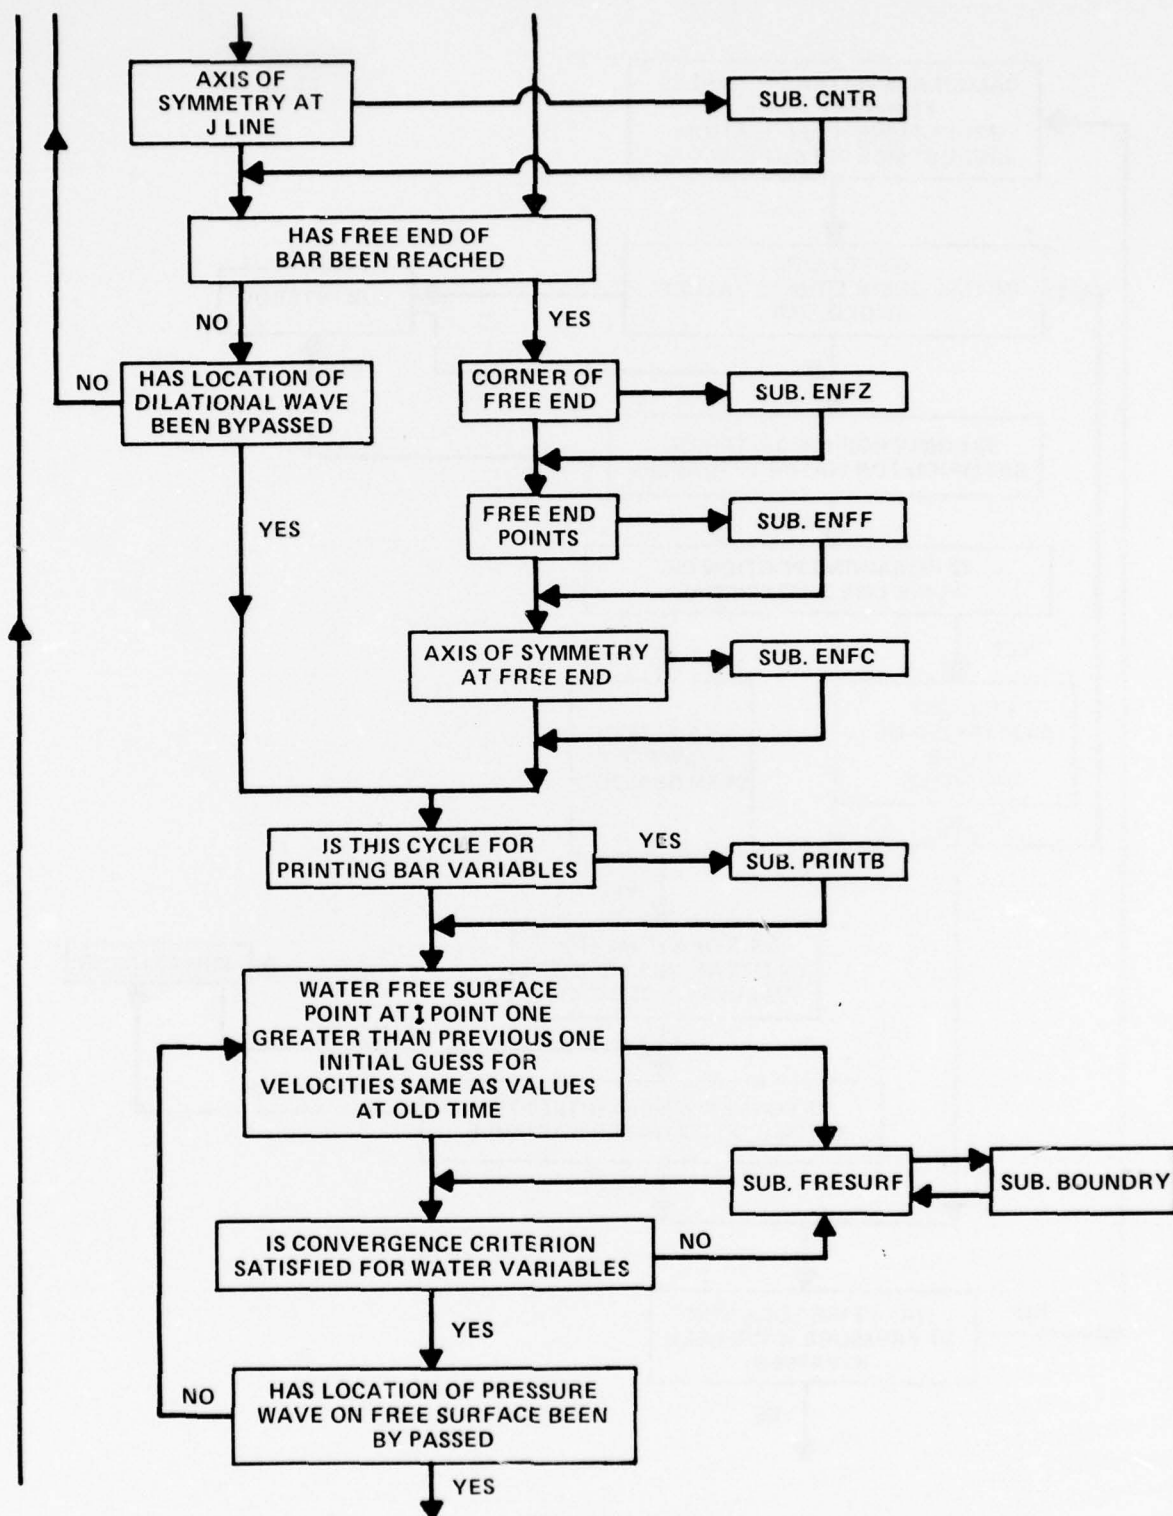 AXIS OF
SYMMETRY AT
J LINE
SUB. CNTR
HAS FREE END OF
BAR BEEN REACHED
NO
YES
NO
HAS LOCATION OF
DILATIONAL WAVE
BEEN BYPASSED
CORNER OF
FREE END
SUB. ENFZ
YES
FREE END
POINTS
SUB. ENFF
AXIS OF SYMMETRY
AT FREE END
SUB. ENFC
IS THIS CYCLE FOR
PRINTING BAR VARIABLES
YES
SUB. PRINTB
WATER FREE SURFACE
POINT AT I POINT ONE
GREATER THAN PREVIOUS ONE
INITIAL GUESS FOR
VELOCITIES SAME AS VALUES
AT OLD TIME
SUB. FRESURF
SUB. BOUNDRY
IS CONVERGENCE CRITERION
SATISFIED FOR WATER VARIABLES
NO
YES
NO
HAS LOCATION OF PRESSURE
WAVE ON FREE SURFACE BEEN
BY PASSED
YES